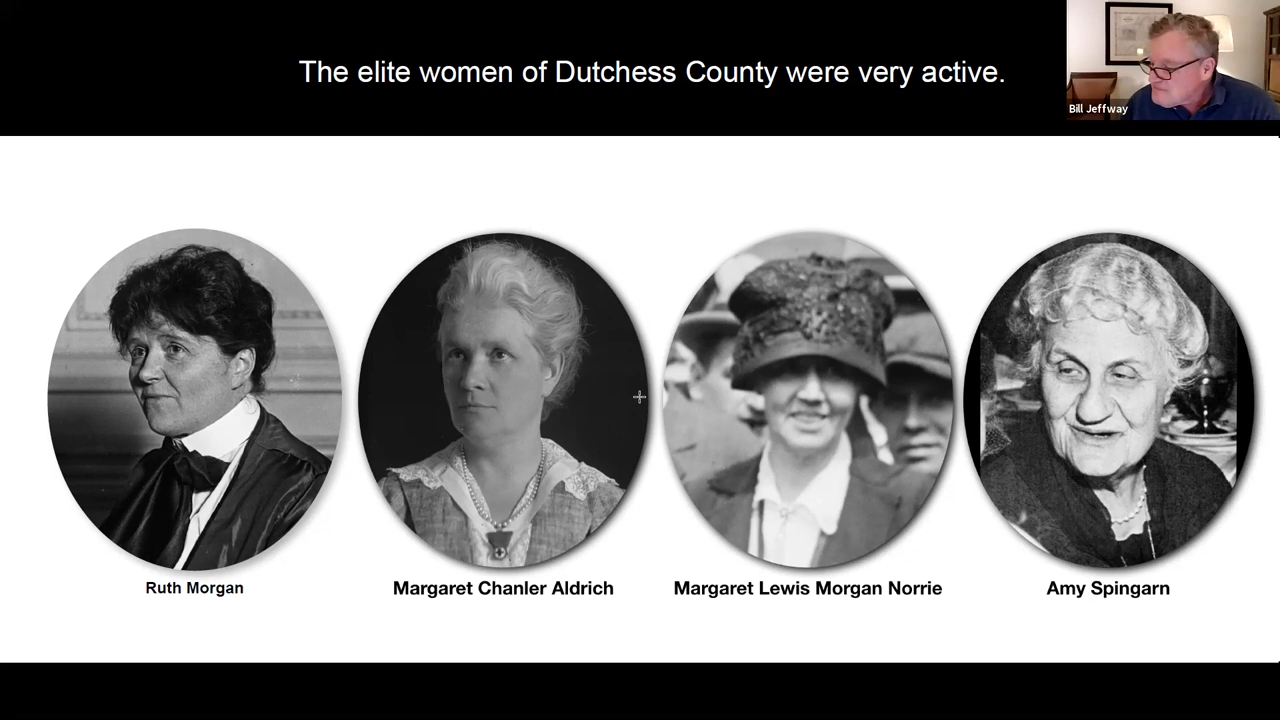 The elite women of Dutchess County were very active.
Bill Jeffway
Ruth Morgan
Margaret Chanler Aldrich
Margaret Lewis Morgan Norrie
Amy Spingarn